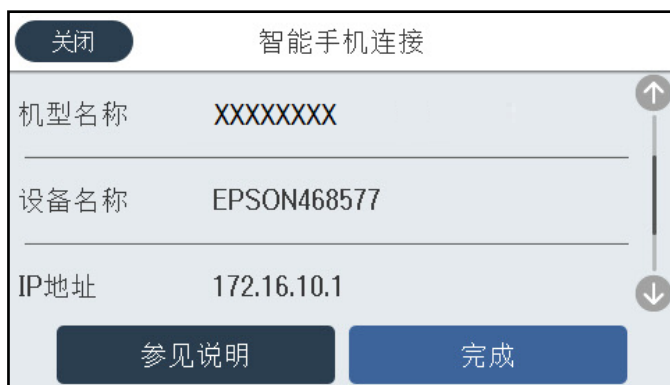 关闭 智能手机连接
机型名称 XXXXXXXX
设备名称 EPSON468577
IP地址 172.16.10.1
参见说明 完成